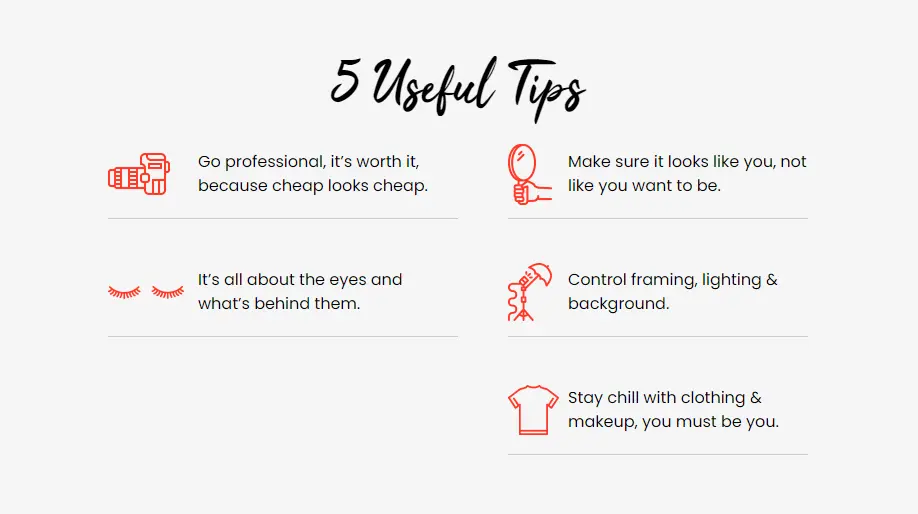 5 Useful Tips
Go professional, it’s worth it,
because cheap looks cheap.
It’s all about the eyes and
what’s behind them.
Make sure it looks like you, not
like you want to be.
Control framing, lighting &
background.
Stay chill with clothing &
makeup, you must be you.